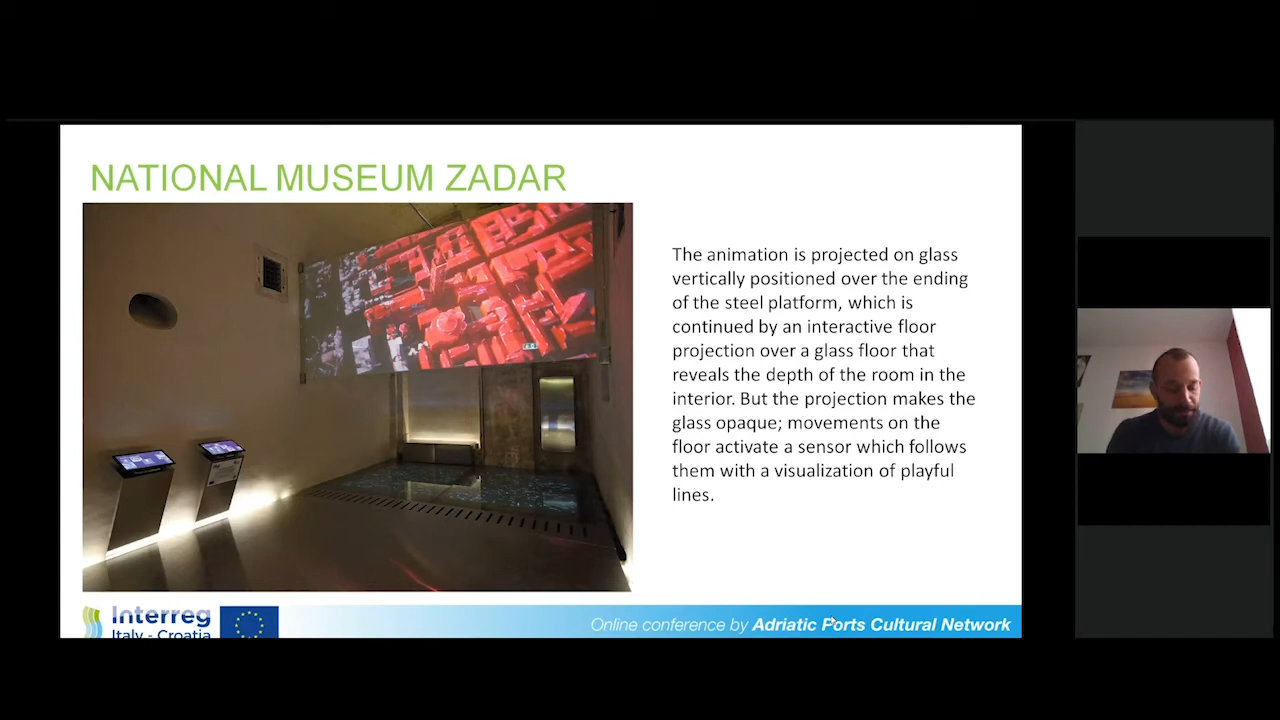 NATIONAL MUSEUM ZADAR
The animation is projected on glass
vertically positioned over the ending
of the steel platform, which is
continued by an interactive floor
projection over a glass floor that
reveals the depth of the room in the
interior. But the projection makes the
glass opaque; movements on the
floor activate a sensor which follows
them with a visualization of playful
lines.
Interreg
Italy - Croatia
Online conference by Adriatic Ports Cultural Network